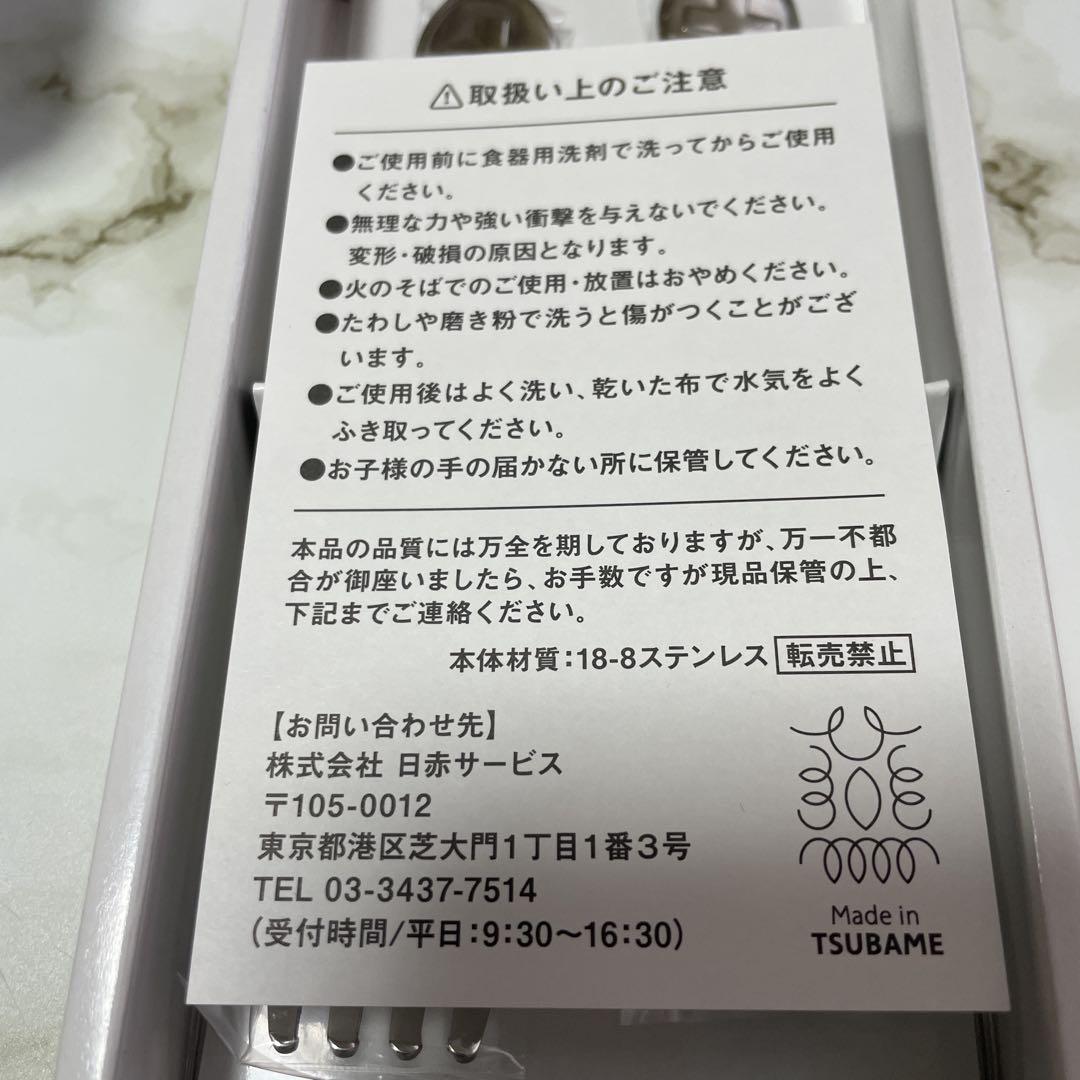 ⚠取扱い上のご注意
●ご使用前に食器用洗剤で洗ってからご使用
ください。
●無理な力や強い衝撃を与えないでください。
変形・破損の原因となります。
●火のそばでのご使用・放置はおやめください。
●たわしや磨き粉で洗うと傷がつくことがござ
います。
●ご使用後はよく洗い、乾いた布で水気をよく
ふき取ってください。
●お子様の手の届かない所に保管してください。
本品の品質には万全を期しておりますが、万一不都
合が御座いましたら、お手数ですが現品保管の上、
下記までご連絡ください。
本体材質:18-8ステンレス 転売禁止
【お問い合わせ先】
株式会社 日赤サービス
〒105-0012
東京都港区芝大門1丁目1番3号
TEL 03-3437-7514
(受付時間/平日:9:30〜16:30)
Made in
TSUBAME